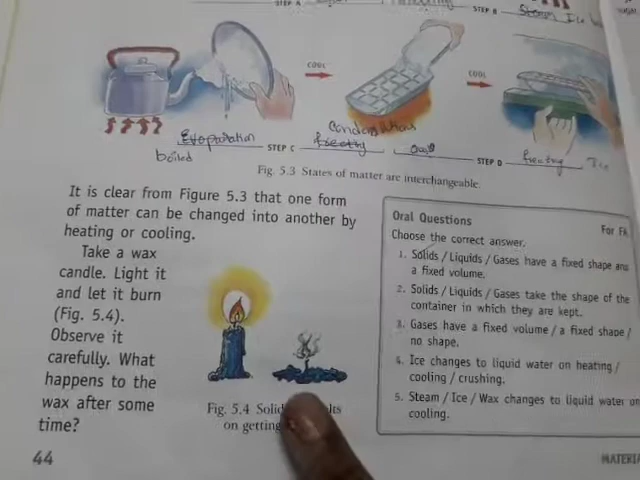 STEP A
STEP B
Steam Ice
COOL
COOL
Evaporation
boiled
STEP C
Condensation
STEP D
freezing Ice
Fig. 5.3 States of matter are interchangeable.
It is clear from Figure 5.3 that one form
of matter can be changed into another by
heating or cooling.
Take a wax
candle. Light it
and let it burn
(Fig. 5.4).
Observe it
carefully. What
happens to the
wax after some
time?
Fig. 5.4 Solid
on getting
Oral Questions
For FA
Choose the correct answer.
1. Solids / Liquids / Gases have a fixed shape and
a fixed volume.
2. Solids / Liquids / Gases take the shape of the
container in which they are kept.
3. Gases have a fixed volume / a fixed shape /
no shape.
4. Ice changes to liquid water on heating /
cooling / crushing.
5. Steam / Ice / Wax changes to liquid water on
cooling.
44
MATERIA